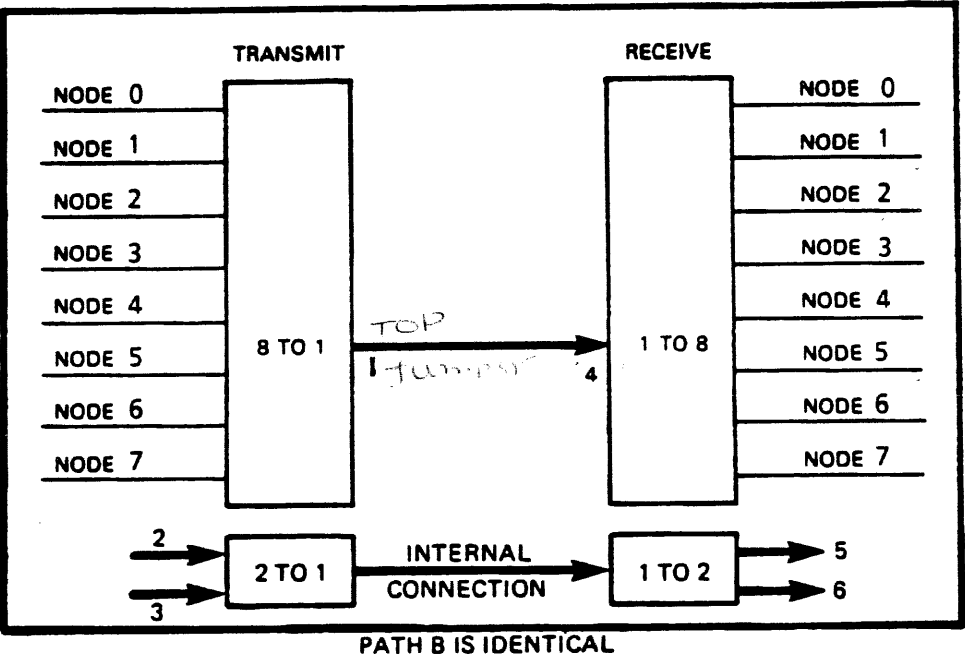 TRANSMIT
RECEIVE
NODE 0
NODE 1
NODE 2
NODE 3
NODE 4
NODE 5
NODE 6
NODE 7
8 TO 1
TOP
1 Jumper
4
1 TO 8
NODE 0
NODE 1
NODE 2
NODE 3
NODE 4
NODE 5
NODE 6
NODE 7
2
3
2 TO 1
INTERNAL
CONNECTION
1 TO 2
5
6
PATH B IS IDENTICAL